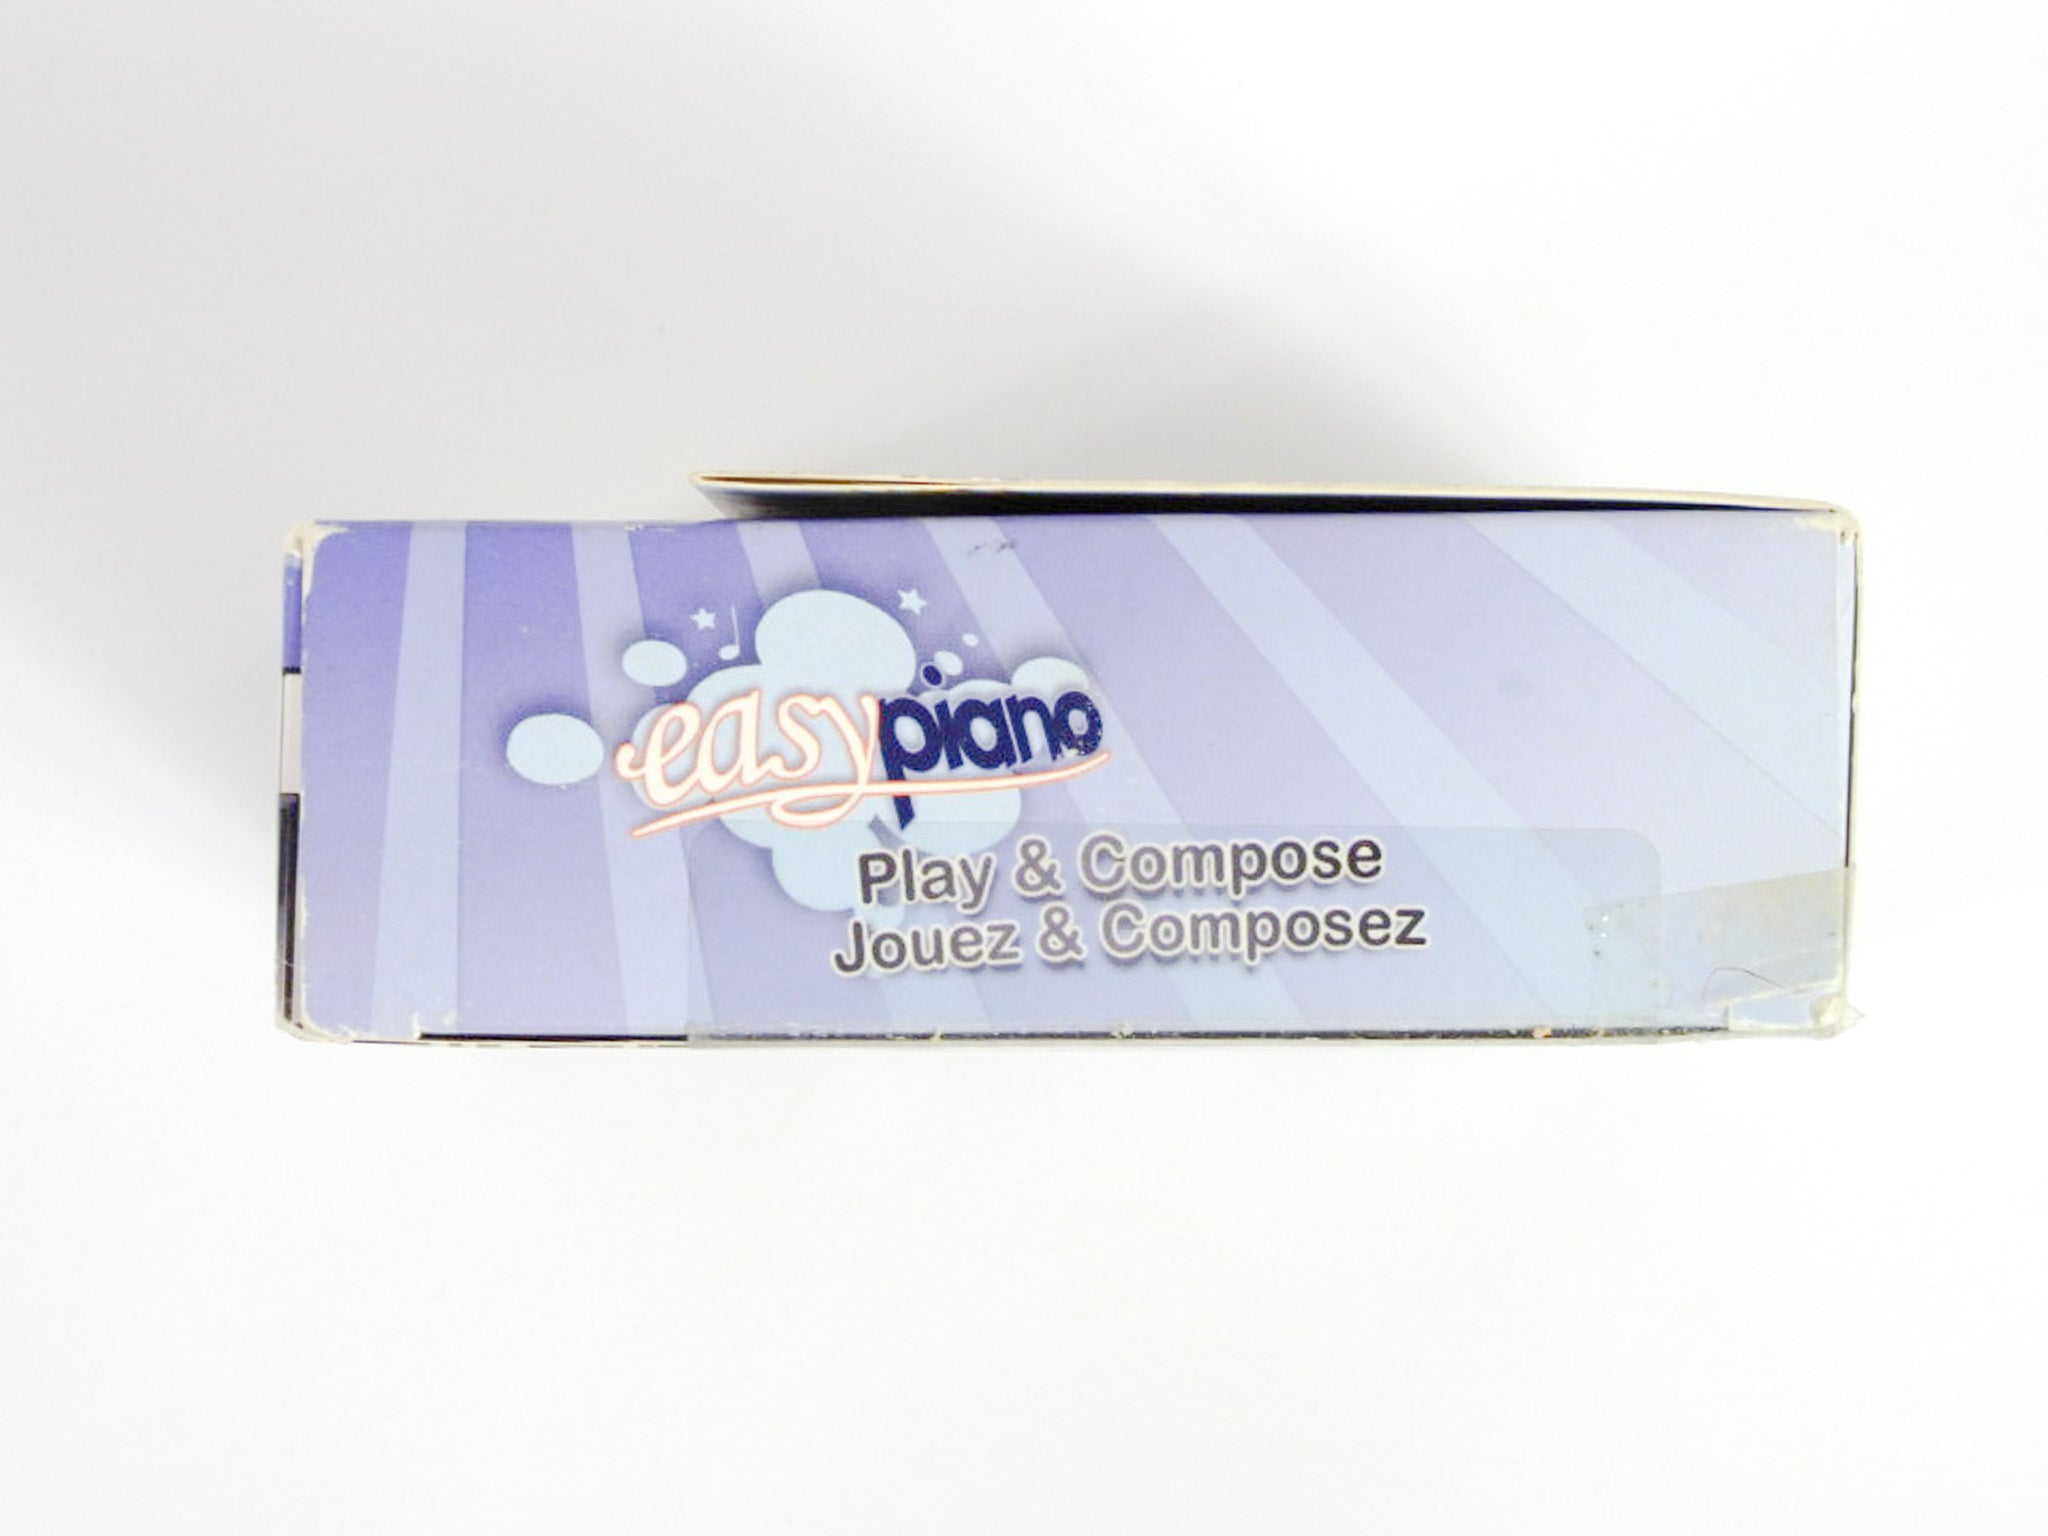 easypiano
Play & Compose
Jouez & Composez